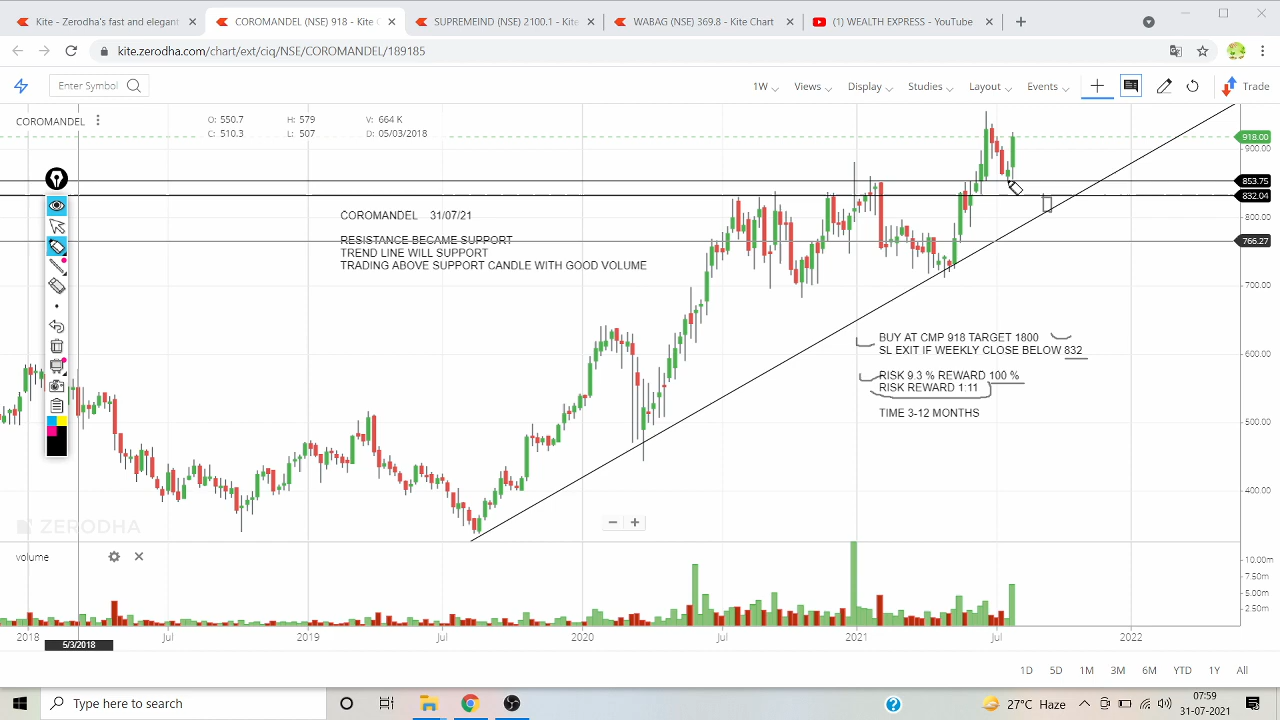 Kite - Zerodha's fast and elegant
COROMANDEL (NSE) 918 - Kite C
SUPREMEIND (NSE) 2100.1 - Kite
WABAG (NSE) 369.8 - Kite Chart
(1) WEALTH EXPRESS - YouTube
kite.zerodha.com/chart/ext/ciq/NSE/COROMANDEL/189185
Enter Symbol
1W
Views
Display
Studies
Layout
Events
Trade
COROMANDEL
O: 550.7 H: 579 V: 664 K
C: 510.3 L: 507 D: 05/03/2018
918.00
900.00
853.75
832.04
800.00
766.27
700.00
600.00
500.00
400.00
COROMANDEL 31/07/21
RESISTANCE BECAME SUPPORT
TREND LINE WILL SUPPORT
TRADING ABOVE SUPPORT CANDLE WITH GOOD VOLUME
BUY AT CMP 918 TARGET 1800
SL EXIT IF WEEKLY CLOSE BELOW 832
RISK 9 3 % REWARD 100 %
RISK REWARD 1:11
TIME 3-12 MONTHS
ZERODHA
volume
10.00m
7.50m
5.00m
2.50m
2018 Jul 2019 Jul 2020 Jul 2021 Jul 2022
5/3/2018
1D 5D 1M 3M 6M YTD 1Y All
Type here to search
27°C Haze
07:59
31-07-2021